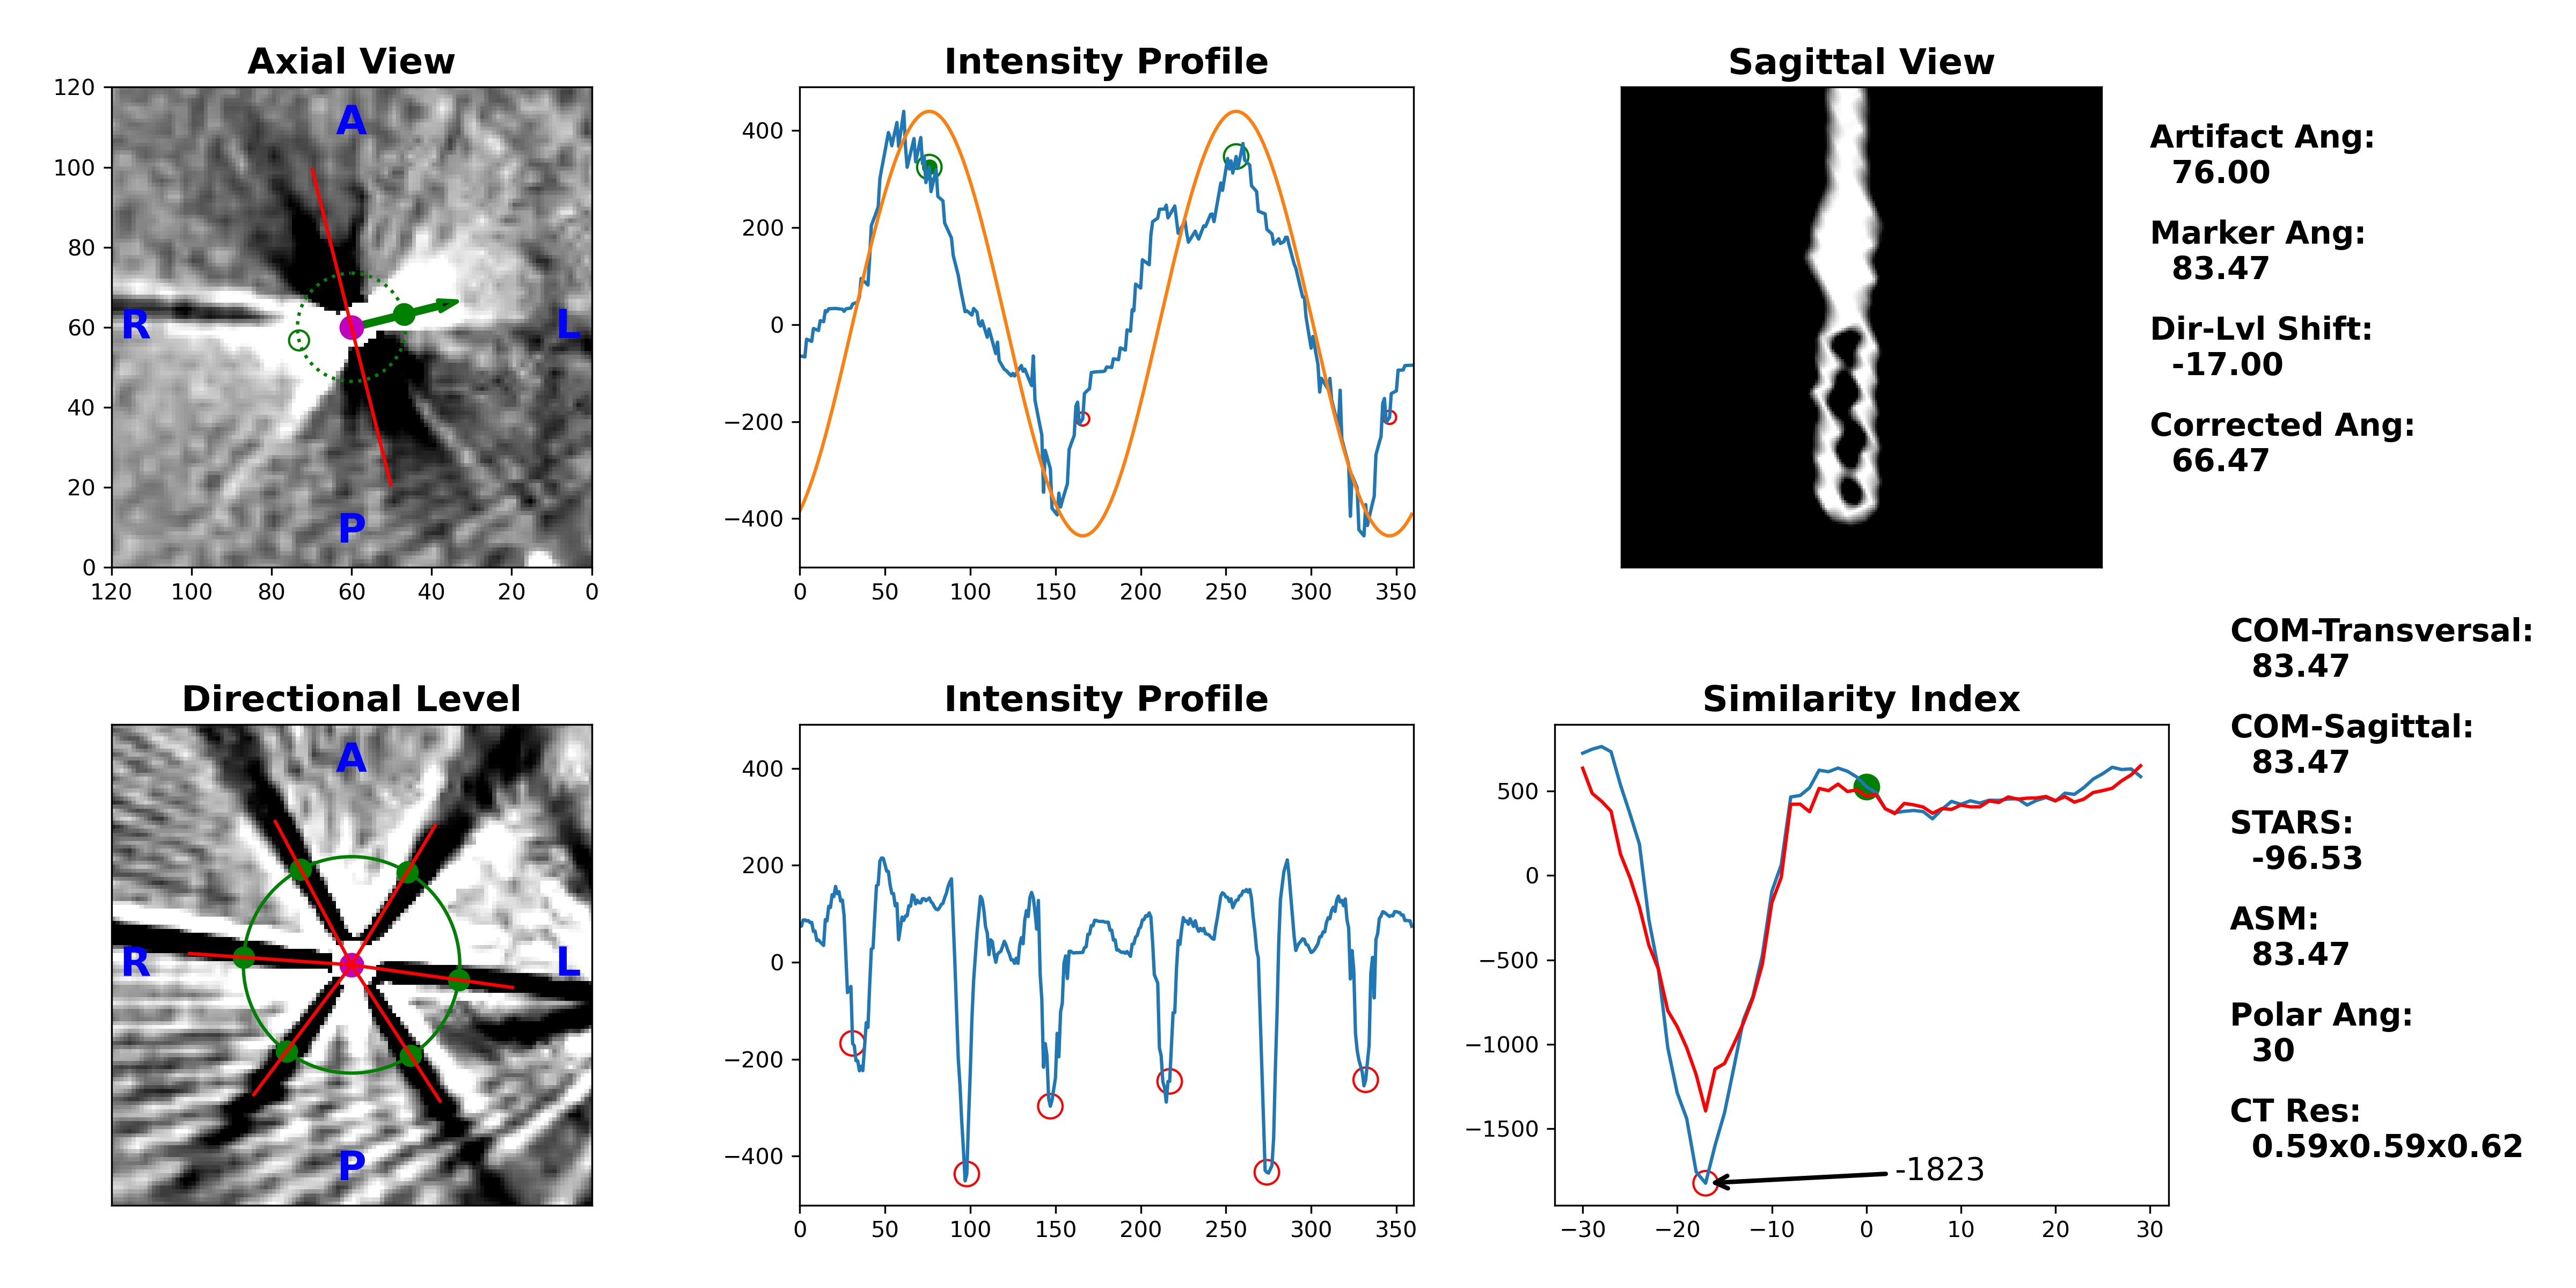 Axial View
A
R
L
P
120
100
80
60
40
20
0
120 100 80 60 40 20 0
Intensity Profile
400
200
0
−200
−400
0 50 100 150 200 250 300 350
Sagittal View
Artifact Ang:
76.00
Marker Ang:
83.47
Dir-Lvl Shift:
-17.00
Corrected Ang:
66.47
Directional Level
A
R
L
P
Intensity Profile
400
200
0
−200
−400
0 50 100 150 200 250 300 350
Similarity Index
500
0
−500
−1000
−1500
-1823
−30 −20 −10 0 10 20 30
COM-Transversal:
83.47
COM-Sagittal:
83.47
STARS:
-96.53
ASM:
83.47
Polar Ang:
30
CT Res:
0.59x0.59x0.62